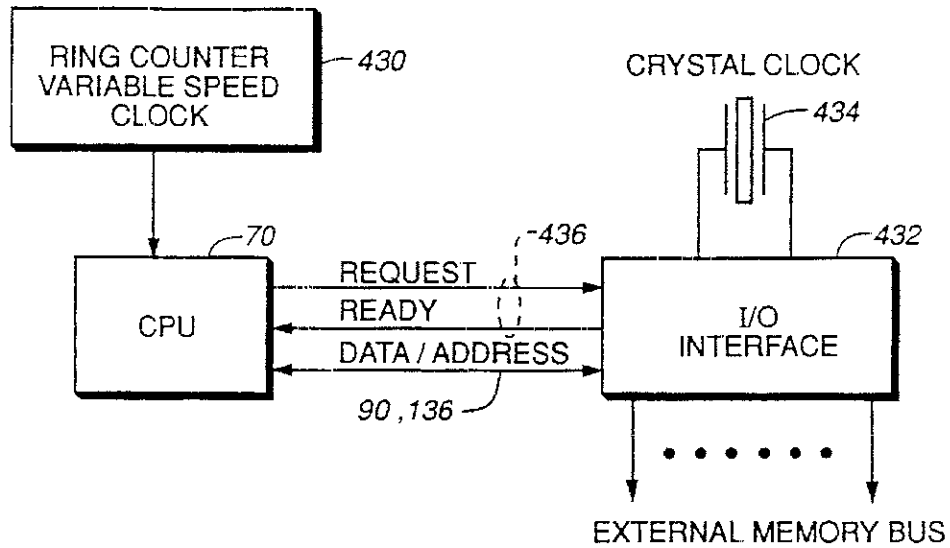 RING COUNTER
VARIABLE SPEED
CLOCK
430
CRYSTAL CLOCK
434
70
436
432
REQUEST
READY
DATA / ADDRESS
CPU
I/O
INTERFACE
90 ,136
EXTERNAL MEMORY BUS